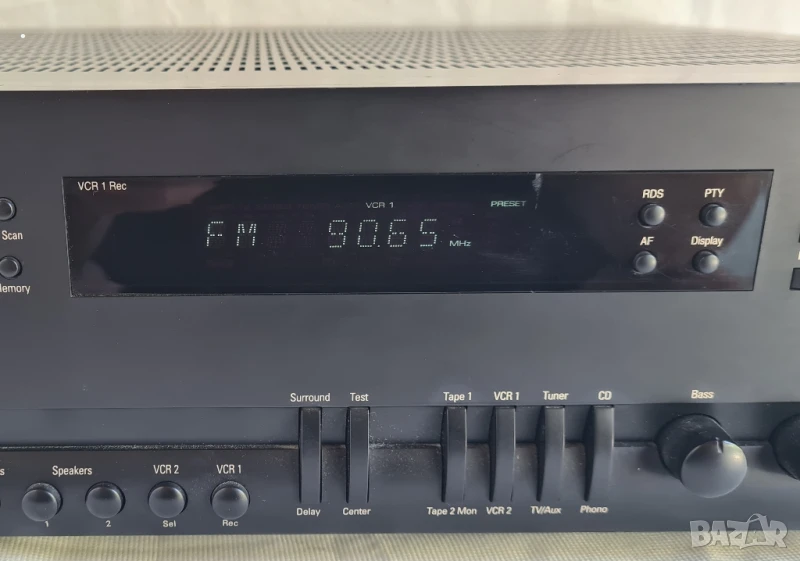 VCR 1 Rec
VCR 1
PRESET
FM 90.65 MHz
RDS
PTY
AF
Display
Scan
Memory
Surround
Test
Tape 1
VCR 1
Tuner
CD
Bass
Speakers
VCR 2
VCR 1
1
2
Sel
Rec
Delay
Center
Tape 2 Mon
VCR 2
TV/Aux
Phono
BAZAR